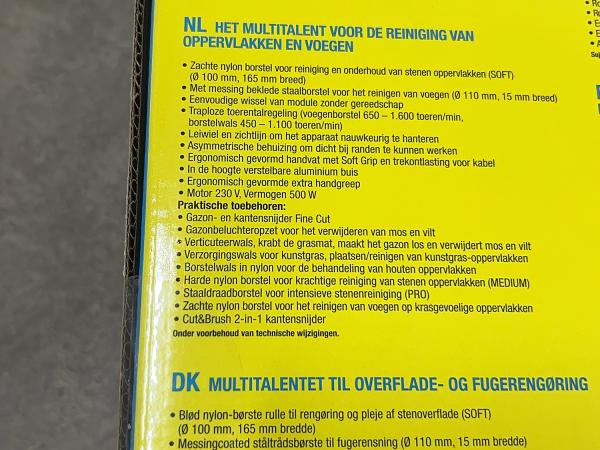 NL HET MULTITALENT VOOR DE REINIGING VAN
OPPERVLAKKEN EN VOEGEN
• Zachte nylon borstel voor reiniging en onderhoud van stenen oppervlakken (SOFT)
(Ø 100 mm, 165 mm breed)
• Met messing beklede staalborstel voor het reinigen van voegen (Ø 110 mm, 15 mm breed)
• Eenvoudige wissel van module zonder gereedschap
• Traploze toerentalregeling (voegenborstel 650 – 1.600 toeren/min,
borstelwals 450 – 1.100 toeren/min)
• Leiwiel en zichtlijn om het apparaat nauwkeurig te hanteren
• Asymmetrische behuizing om dicht bij randen te kunnen werken
• Ergonomisch gevormd handvat met Soft Grip en trekontlasting voor kabel
• In de hoogte verstelbare aluminium buis
• Ergonomisch gevormde extra handgreep
• Motor 230 V, Vermogen 500 W
Praktische toebehoren:
• Gazon- en kantensnijder Fine Cut
• Gazonbeluchteropzet voor het verwijderen van mos en vilt
• Verticuteerwals, krabt de grasmat, maakt het gazon los en verwijdert mos en vilt
• Verzorgingswals voor kunstgras, plaatsen/reinigen van kunstgras-oppervlakken
• Borstelwals in nylon voor de behandeling van houten oppervlakken
• Harde nylon borstel voor krachtige reiniging van stenen oppervlakken (MEDIUM)
• Staaldraadborstel voor intensieve stenenreiniging (PRO)
• Zachte nylon borstel voor het reinigen van voegen op krasgevoelige oppervlakken
• Cut&Brush 2-in-1 kantensnijder
Onder voorbehoud van technische wijzigingen.
DK MULTITALENTET TIL OVERFLADE- OG FUGERENGØRING
• Blød nylon-børste rulle til rengøring og pleje af stenoverflade (SOFT)
(Ø 100 mm, 165 mm bredde)
• Messingcoated ståltrådsbørste til fugerensning (Ø 110 mm, 15 mm bredde)